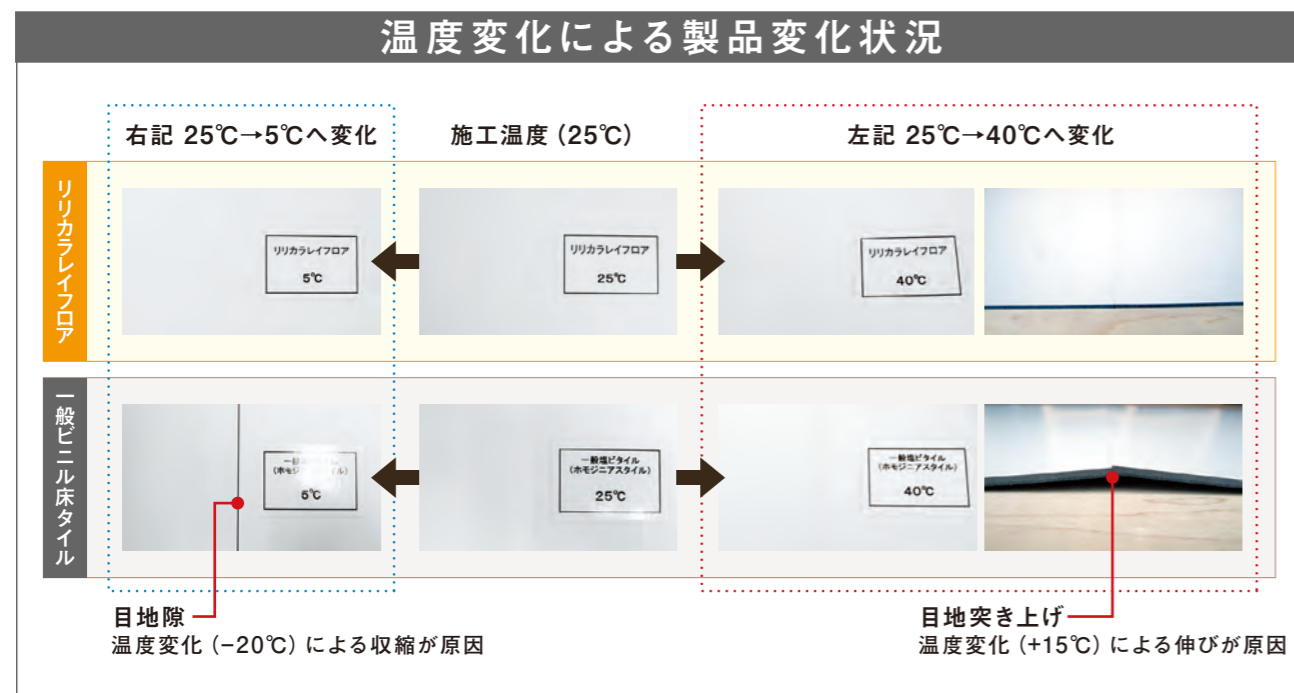 温度変化による製品変化状況
右記 25℃→5℃へ変化
施工温度（25℃）
左記 25℃→40℃へ変化
リリカラレイフロア
リリカラレイフロア
5℃
リリカラレイフロア
25℃
リリカラレイフロア
40℃
一般ビニル床タイル
5℃
一般塩ビタイル
（ホモジニアスタイル）
25℃
一般塩ビタイル
（ホモジニアスタイル）
40℃
目地隙
温度変化（−20℃）による収縮が原因
目地突き上げ
温度変化（+15℃）による伸びが原因